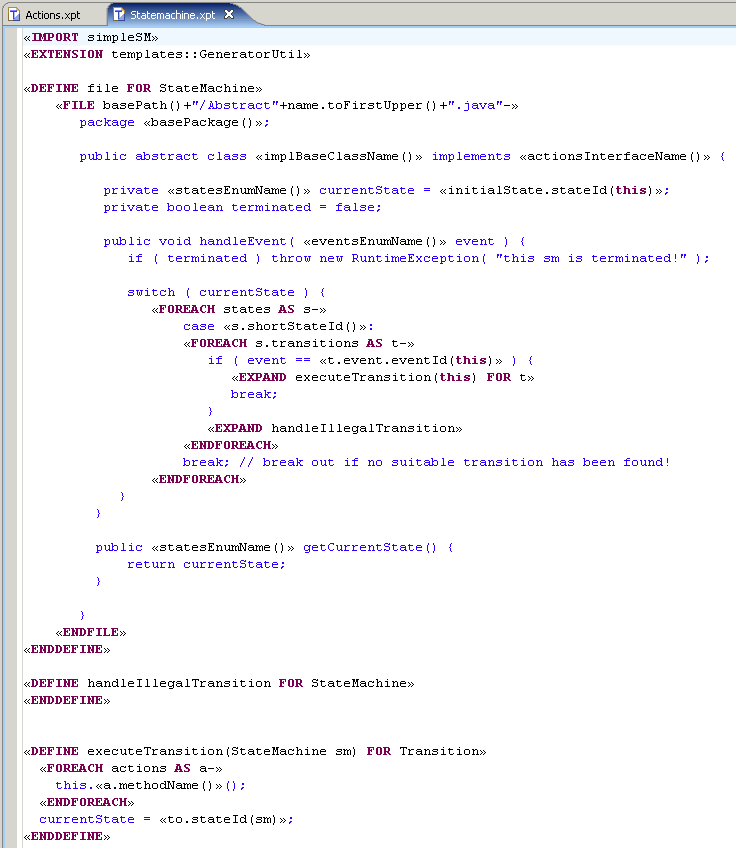 Actions.xpt Statemachine.xpt
«IMPORT simpleSM»
«EXTENSION templates::GeneratorUtil»
«DEFINE file FOR StateMachine»
«FILE basePath()+"/Abstract"+name.toFirstUpper()+".java"-»
package «basePackage()»;
public abstract class «implBaseClassName()» implements «actionsInterfaceName()» {
private «statesEnumName()» currentState = «initialState.stateId(this)»;
private boolean terminated = false;
public void handleEvent( «eventsEnumName()» event ) {
if ( terminated ) throw new RuntimeException( "this sm is terminated!" );
switch ( currentState ) {
«FOREACH states AS s-»
case «s.shortStateId()»:
«FOREACH s.transitions AS t-»
if ( event == «t.event.eventId(this)» ) {
«EXPAND executeTransition(this) FOR t»
break;
}
«EXPAND handleIllegalTransition»
«ENDFOREACH»
break; // break out if no suitable transition has been found!
«ENDFOREACH»
}
}
public «statesEnumName()» getCurrentState() {
return currentState;
}
}
«ENDFILE»
«ENDDEFINE»
«DEFINE handleIllegalTransition FOR StateMachine»
«ENDDEFINE»
«DEFINE executeTransition(StateMachine sm) FOR Transition»
«FOREACH actions AS a-»
this.«a.methodName()»();
«ENDFOREACH»
currentState = «to.stateId(sm)»;
«ENDDEFINE»